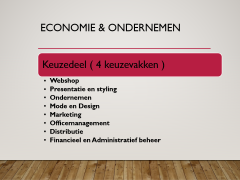 ECONOMIE & ONDERNEMEN
Keuzedeel ( 4 keuzevakken )
• Webshop
• Presentatie en styling
• Ondernemen
• Mode en Design
• Marketing
• Officemanagement
• Distributie
• Financieel en Administratief beheer